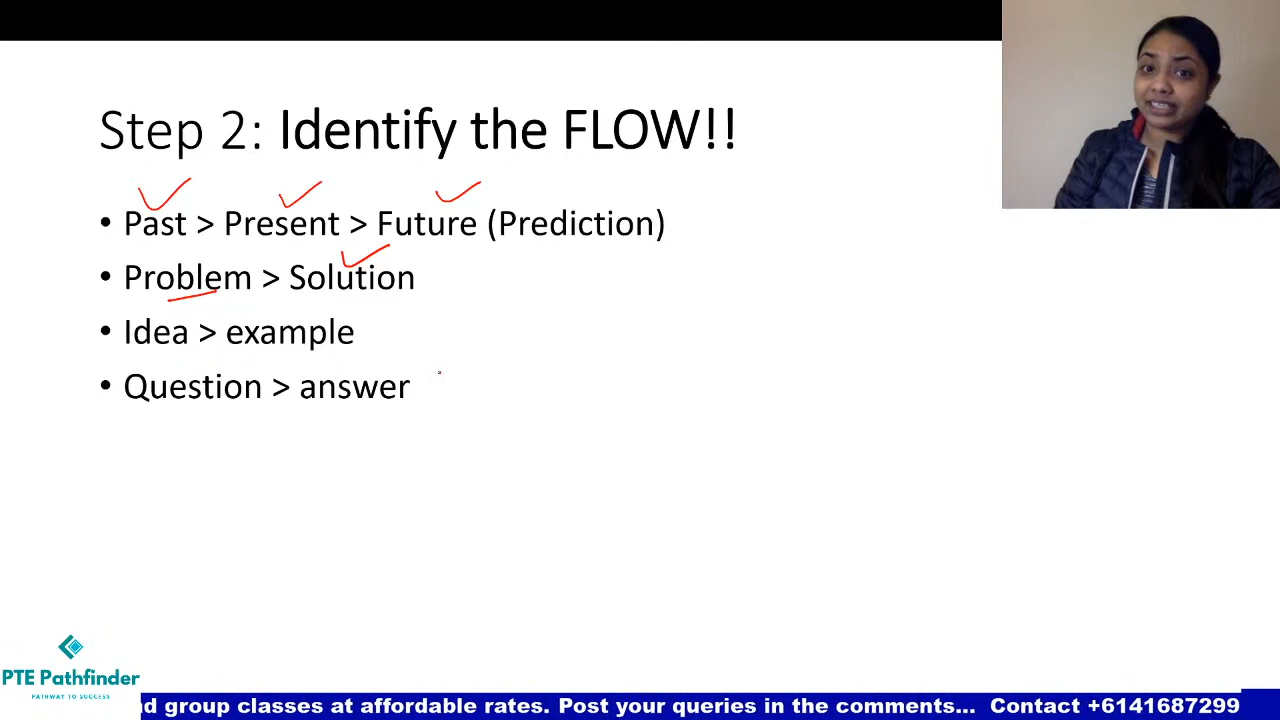 Step 2: Identify the FLOW!!
• Past > Present > Future (Prediction)
• Problem > Solution
• Idea > example
• Question > answer
PTE Pathfinder
PATHWAY TO SUCCESS
d group classes at affordable rates. Post your queries in the comments... Contact +6141687299